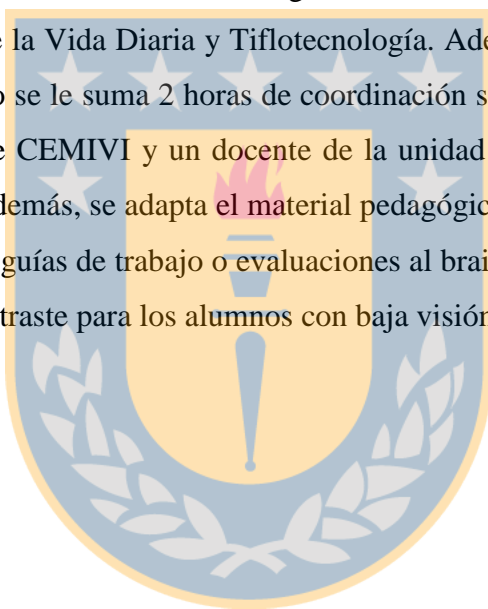 e la Vida Diaria y Tiflotecnología. Ade
o se le suma 2 horas de coordinación s
e CEMIVI y un docente de la unidad
demás, se adapta el material pedagógic
guías de trabajo o evaluaciones al brai
traste para los alumnos con baja visión